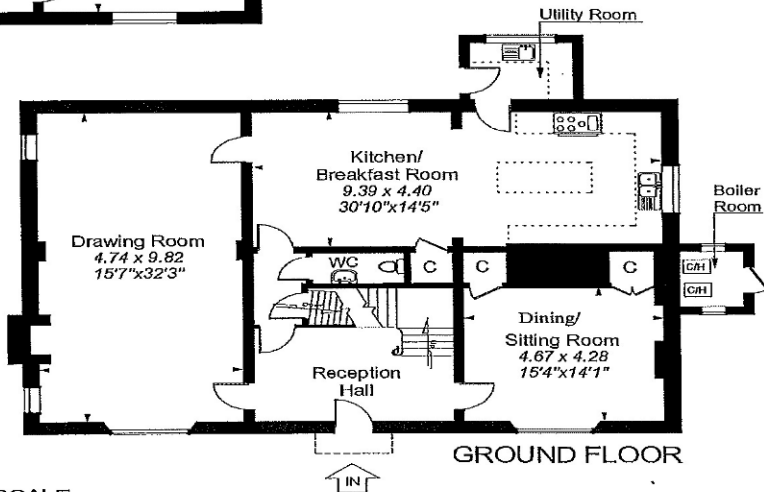 Utility Room
Kitchen/
Breakfast Room
9.39 x 4.40
30'10"x14'5"
Boiler
Room
Drawing Room
4.74 x 9.82
15'7"x32'3"
WC
C
C
C
C/H
C/H
Dining/
Sitting Room
4.67 x 4.28
15'4"x14'1"
Reception
Hall
GROUND FLOOR
IN